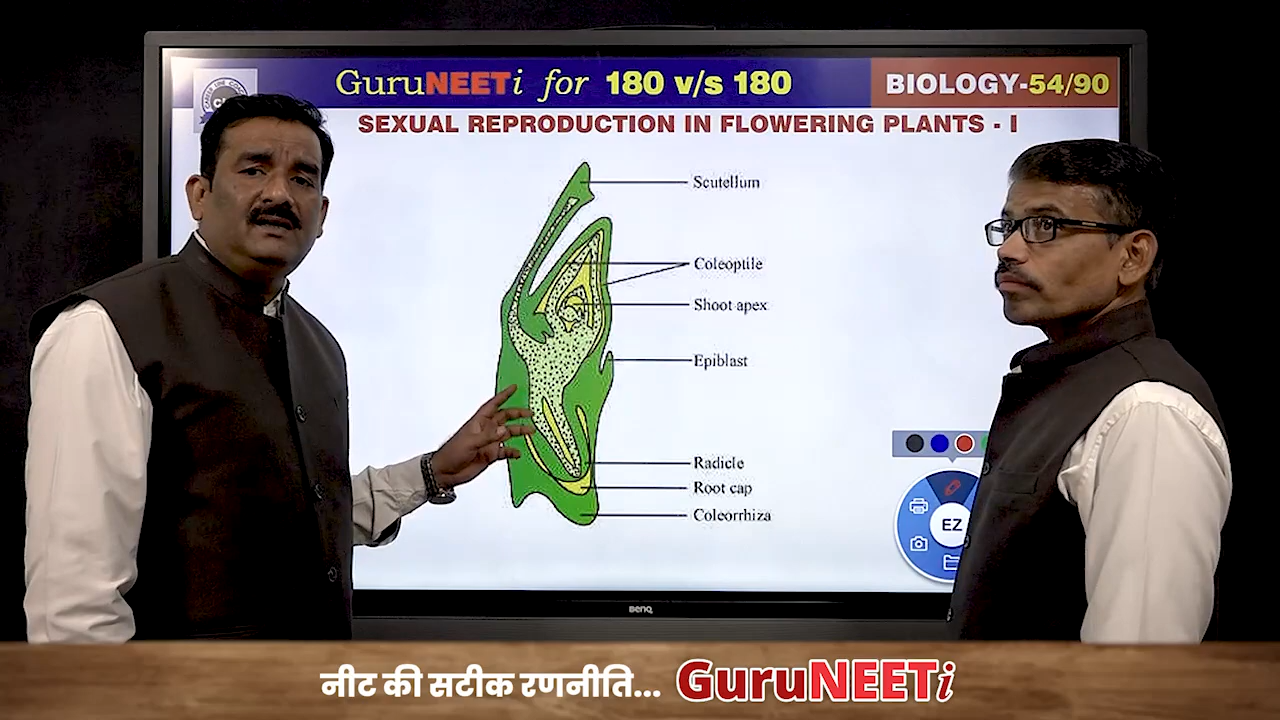 GuruNEETi for 180 v/s 180
BIOLOGY-54/90
SEXUAL REPRODUCTION IN FLOWERING PLANTS - I
Scutellum
Coleoptile
Shoot apex
Epiblast
Radicle
Root cap
Coleorrhiza
EZ
BenQ
नीट की सटीक रणनीति... GuruNEETi